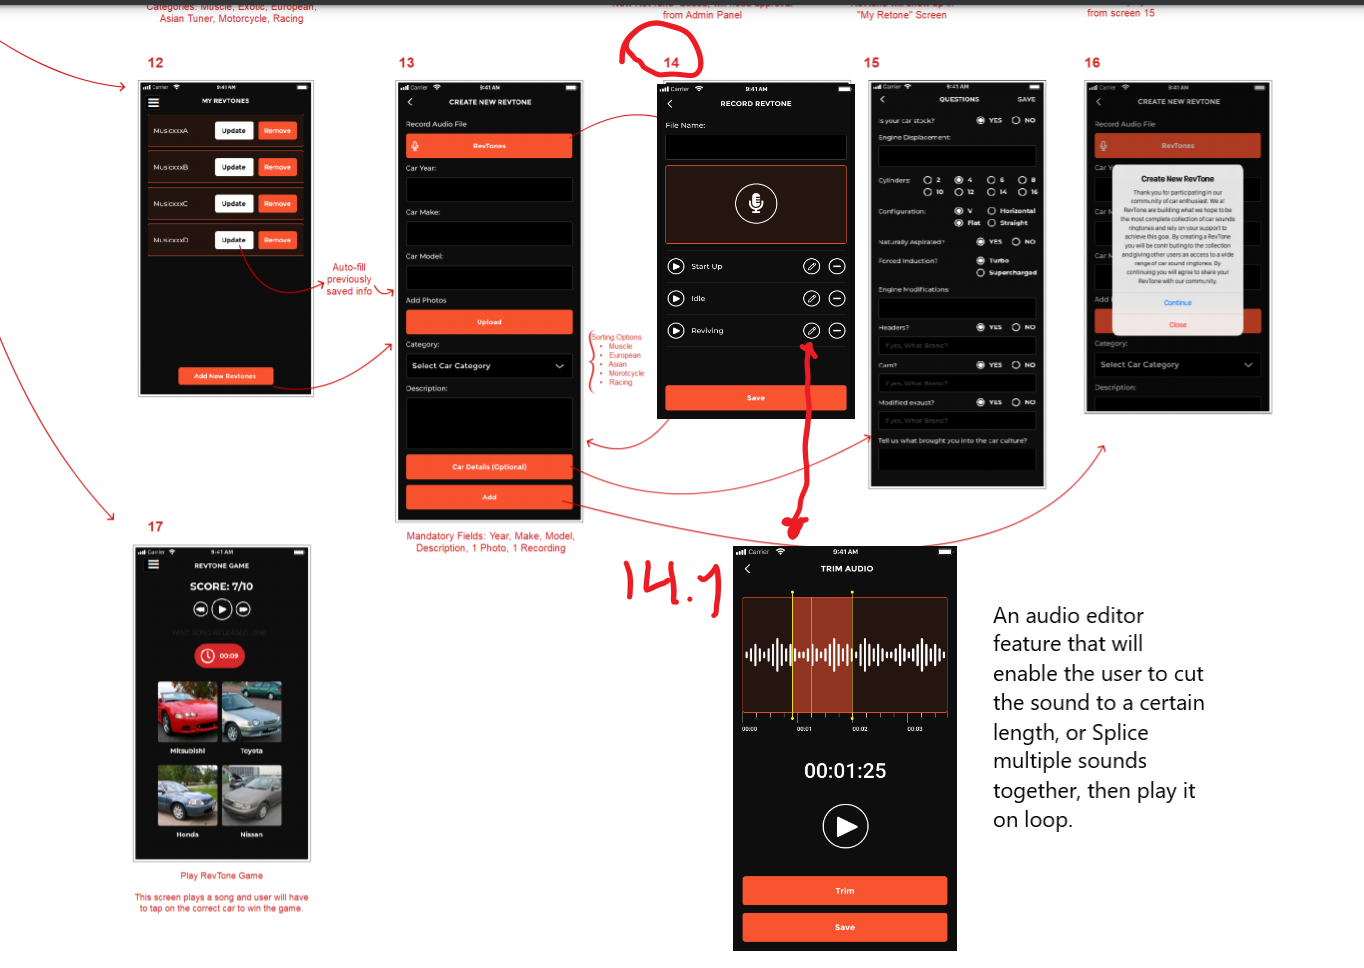 Categories: Muscle, Exotic, European,
Asian Tuner, Motorcycle, Racing
from Admin Panel
"My Retone" Screen
from screen 15
12
Carrier
9:41 AM
MY REVTONES
MusicxxxA
Update
Remove
MusicxxxB
Update
Remove
MusicxxxC
Update
Remove
MusicxxxD
Update
Remove
Add New Revtones
Auto-fill
previously
saved info
13
Carrier
9:41 AM
CREATE NEW REVTONE
Record Audio File
RevTones
Car Year:
Car Make:
Car Model:
Add Photos
Upload
Category:
Select Car Category
Description:
Car Details (Optional)
Add
Mandatory Fields: Year, Make, Model,
Description, 1 Photo, 1 Recording
Sorting Options
• Muscle
• European
• Asian
• Morotcycle
• Racing
14
Carrier
9:41 AM
RECORD REVTONE
File Name:
Start Up
Idle
Reviving
Save
15
Carrier
9:41 AM
QUESTIONS
SAVE
Is your car stock?
YES
NO
Engine Displacement:
Cylinders:
2
4
6
8
10
12
14
16
Configuration:
V
Horizontal
Flat
Straight
Naturally Aspirated?
YES
NO
Forced Induction?
Turbo
Supercharged
Engine Modifications
Headers?
YES
NO
If yes, What Brand?
Cam?
YES
NO
If yes, What Brand?
Modified exaust?
YES
NO
If yes, What Brand?
Tell us what brought you into the car culture?
16
Carrier
9:41 AM
CREATE NEW REVTONE
Record Audio File
RevTones
Create New RevTone
Thank you for participating in our
community of car enthusiast. We at
RevTone are building what we hope to be
the most complete collection of car sounds
ringtones and rely on your support to
achieve this goal. By creating a RevTone
you will be contributing to the collection
and giving other users an access to a wide
range of car sound ringtones. By
continuing you will agree to share your
RevTone with our community.
Continue
Close
Category:
Select Car Category
Description:
17
Carrier
9:41 AM
REVTONE GAME
SCORE: 7/10
00:09
Mitsubishi
Toyota
Honda
Nissan
Play RevTone Game
This screen plays a song and user will have
to tap on the correct car to win the game.
14.1
Carrier
9:41 AM
TRIM AUDIO
00:00
00:01
00:02
00:03
00:01:25
Trim
Save
An audio editor
feature that will
enable the user to cut
the sound to a certain
length, or Splice
multiple sounds
together, then play it
on loop.